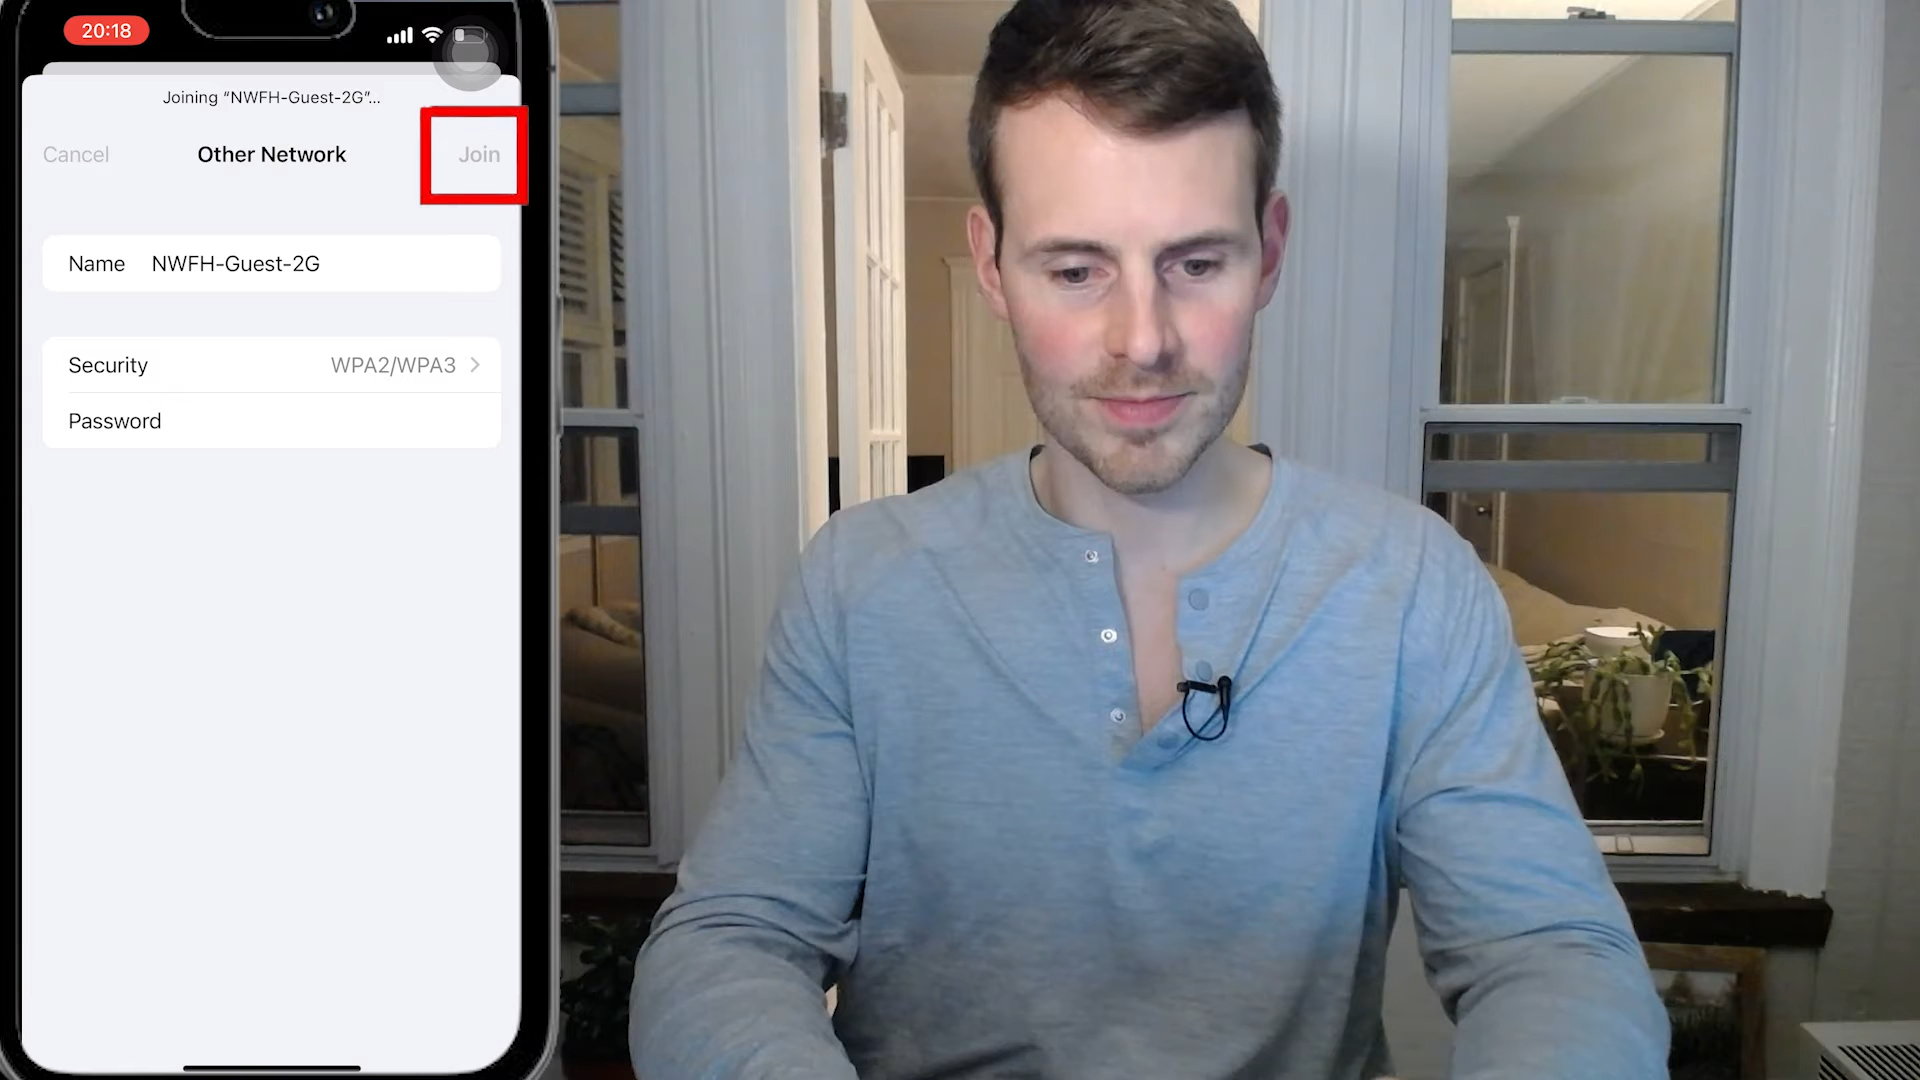 20:18
Joining “NWFH-Guest-2G”...
Cancel
Other Network
Join
Name NWFH-Guest-2G
Security WPA2/WPA3
Password